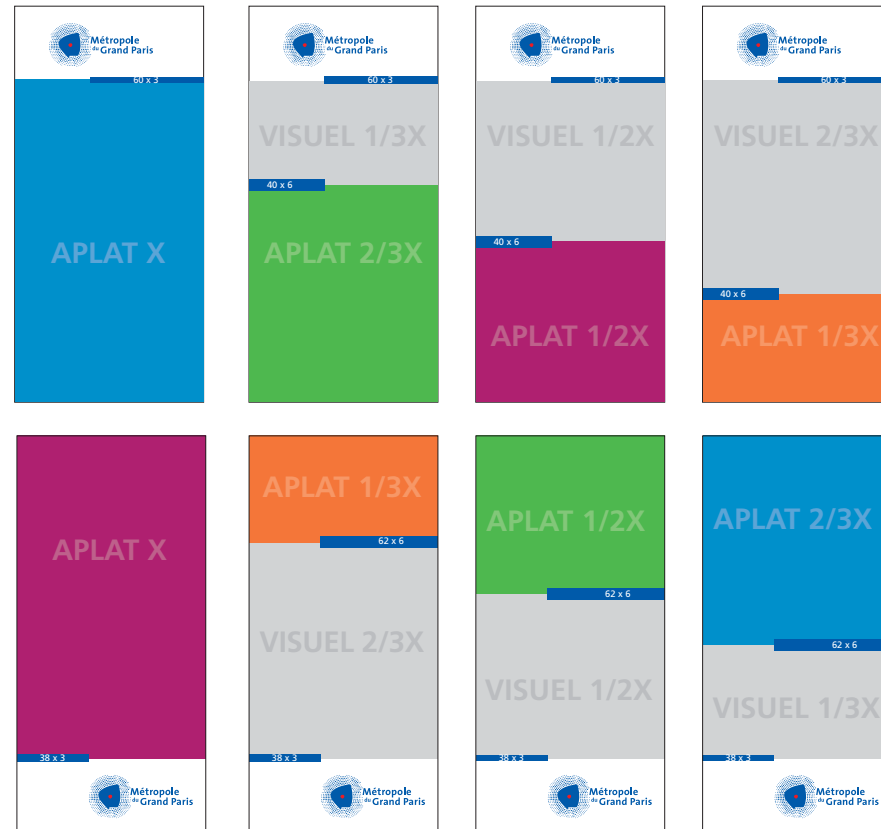 Métropole
du Grand Paris
60 x 3
APLAT X
Métropole
du Grand Paris
60 x 3
VISUEL 1/3X
40 x 6
APLAT 2/3X
Métropole
du Grand Paris
60 x 3
VISUEL 1/2X
40 x 6
APLAT 1/2X
Métropole
du Grand Paris
60 x 3
VISUEL 2/3X
40 x 6
APLAT 1/3X
APLAT X
38 x 3
Métropole
du Grand Paris
APLAT 1/3X
62 x 6
VISUEL 2/3X
38 x 3
Métropole
du Grand Paris
APLAT 1/2X
62 x 6
VISUEL 1/2X
38 x 3
Métropole
du Grand Paris
APLAT 2/3X
62 x 6
VISUEL 1/3X
38 x 3
Métropole
du Grand Paris